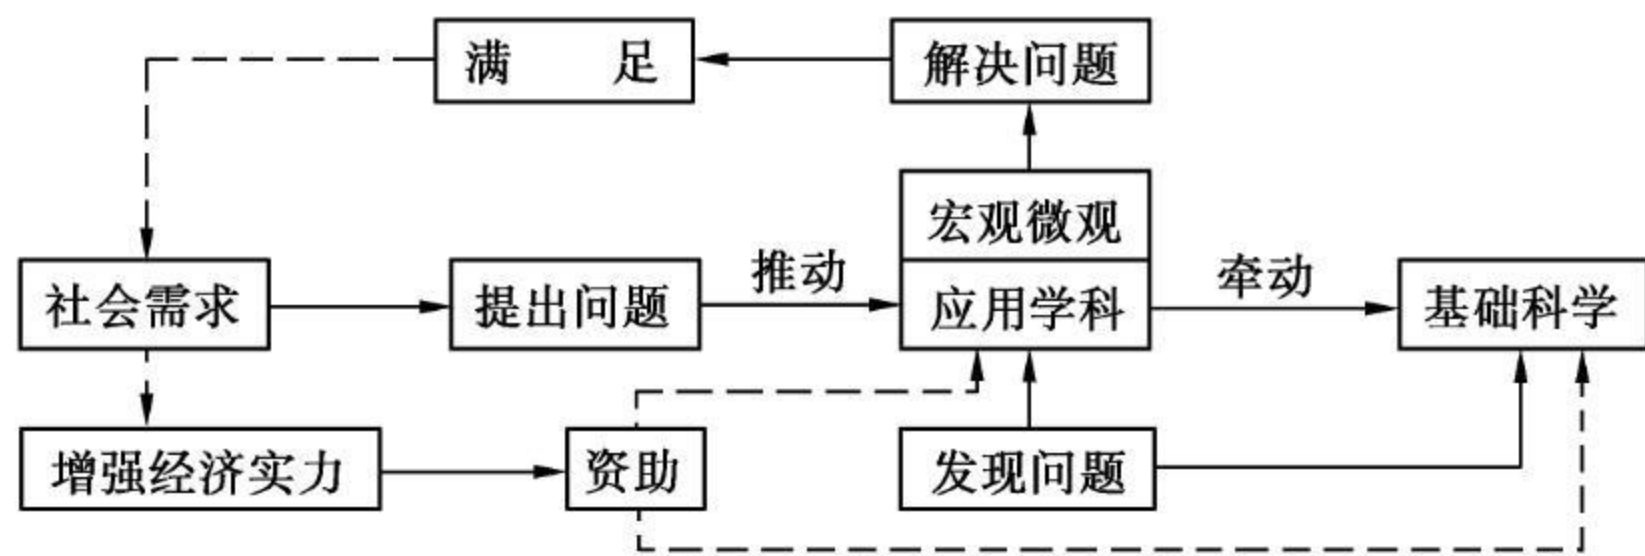 满 足
解决问题
宏观微观
社会需求
提出问题
推动
应用学科
牵动
基础科学
增强经济实力
资助
发现问题